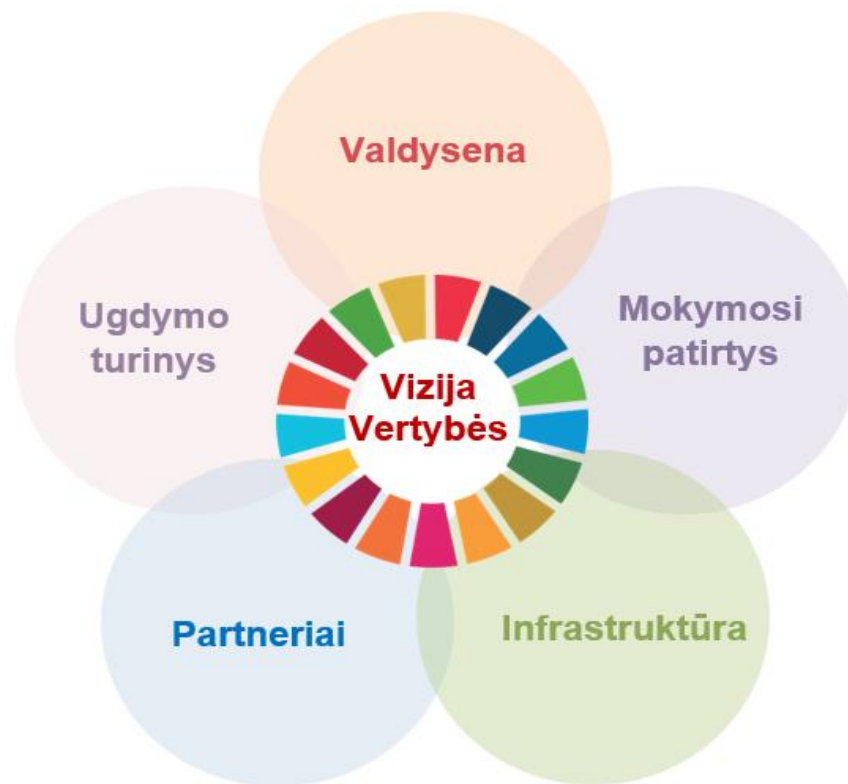 Valdysena
Ugdymo
turinys
Mokymosi
patirtys
Vizija
Vertybės
Partneriai
Infrastruktūra